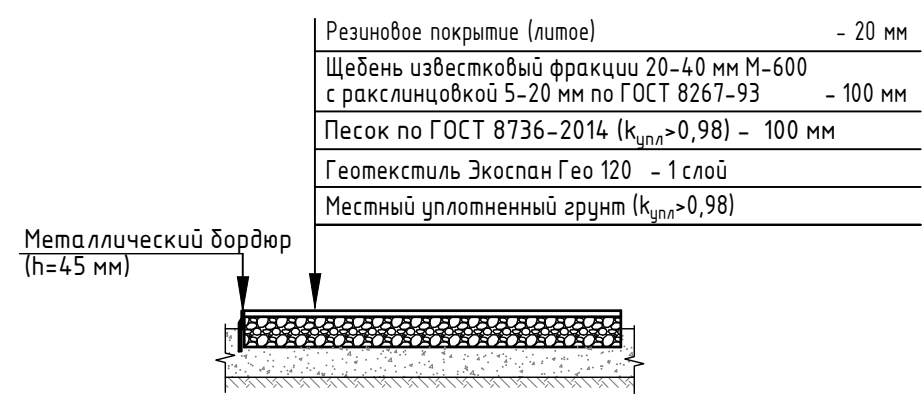 Резиновое покрытие (литое) - 20 мм
Щебень известковый фракции 20-40 мм М-600
с ракслинцовкой 5-20 мм по ГОСТ 8267-93 - 100 мм
Песок по ГОСТ 8736-2014 (kупл>0,98) - 100 мм
Геотекстиль Экоспан Гео 120 - 1 слой
Местный уплотненный грунт (kупл>0,98)
Металлический бордюр
(h=45 мм)